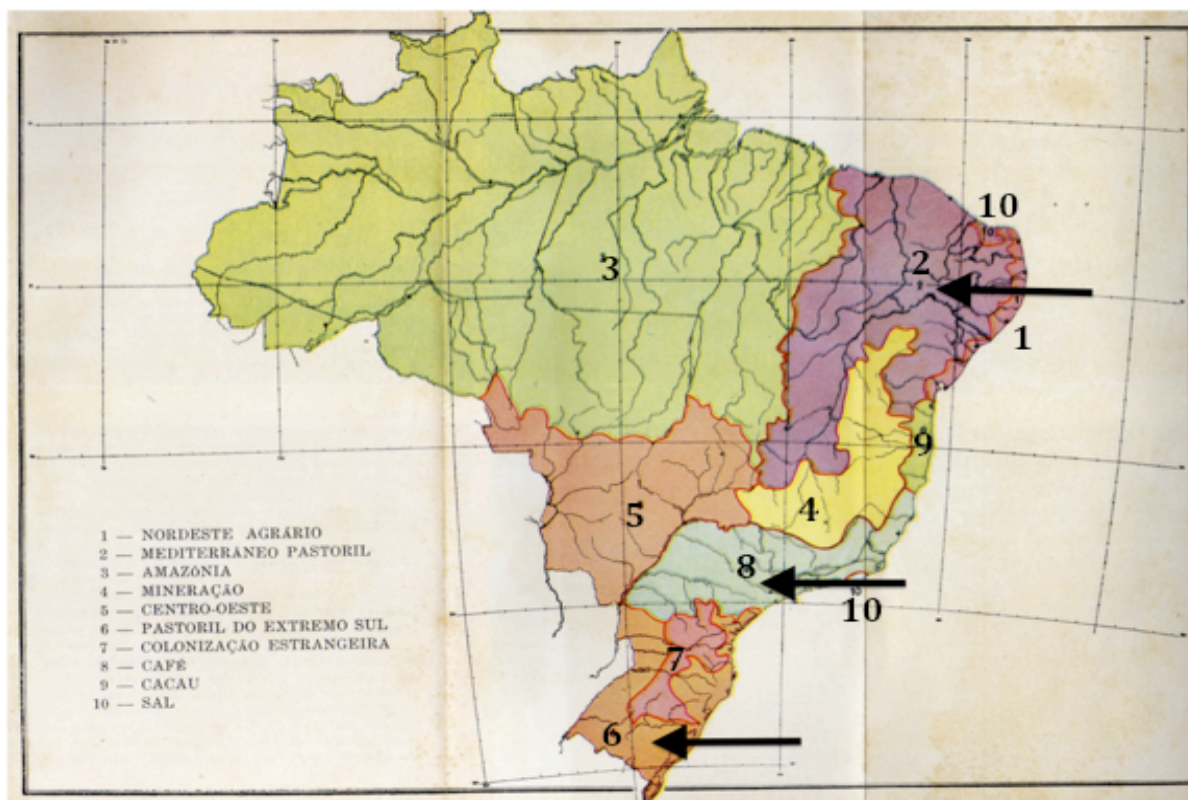 10
2
3
1
9
4
5
8
10
7
6
1 — NORDESTE AGRÁRIO
2 — MEDITERRÂNEO PASTORIL
3 — AMAZÔNIA
4 — MINERAÇÃO
5 — CENTRO-OESTE
6 — PASTORIL DO EXTREMO SUL
7 — COLONIZAÇÃO ESTRANGEIRA
8 — CAFÉ
9 — CACAU
10 — SAL